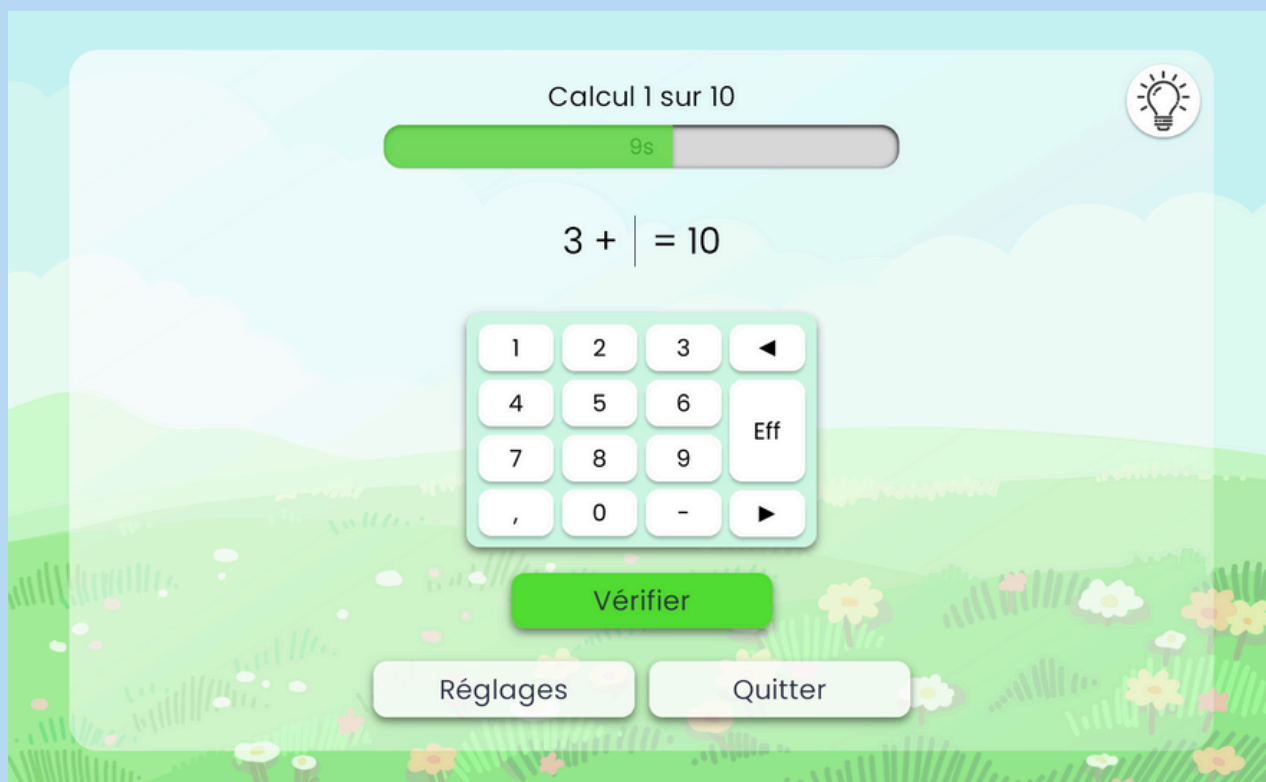 Calcul 1 sur 10
9s
3 + = 10
1 2 3 ◄
4 5 6
Eff
7 8 9
, 0 - ►
Vérifier
Réglages Quitter